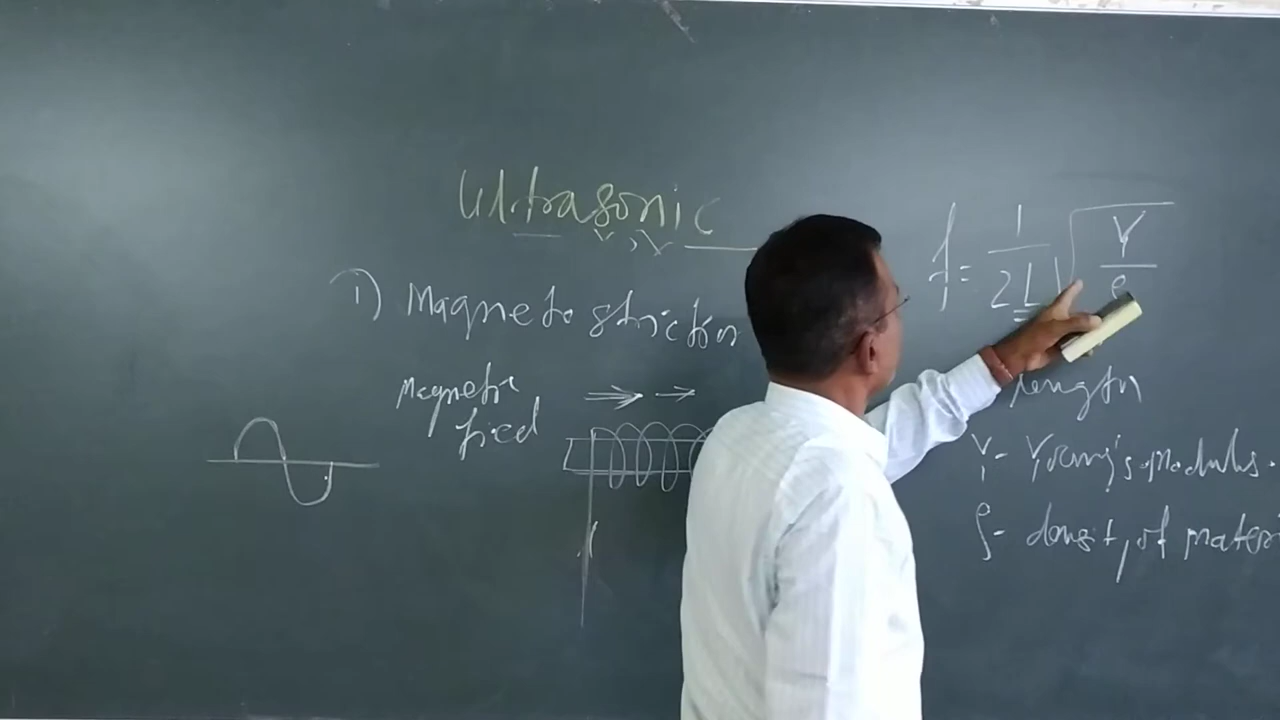 Ultrasonic
1) Magneto striction
Magnetic
field
f = 1/2L √Y/ρ
length
Y - Young's modulus.
ρ - density of mater